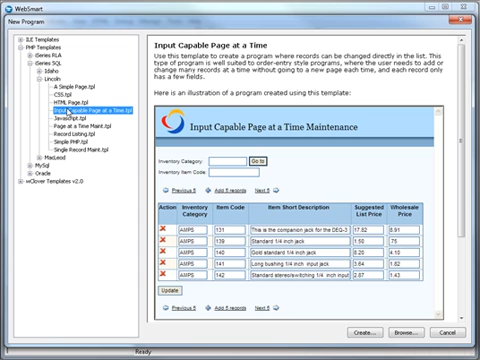 WebSmart
New Program
ILE Templates
PHP Templates
iSeries RLA
iSeries SQL
Idaho
Lincoln
A Simple Page.tpl
CSS.tpl
HTML Page.tpl
Input Capable Page at a Time.tpl
Javascript.tpl
Page at a Time Maint.tpl
Record Listing.tpl
Simple PHP.tpl
Single Record Maint.tpl
MacLeod
MySql
Oracle
wClover Templates v2.0
Input Capable Page at a Time
Use this template to create a program where records can be changed directly in the list. This
type of program is well suited to order-entry style programs, where the user needs to add or
change many records at a time without going to a new page each time, and each record only
has a few fields.
Here is an illustration of a program created using this template:
Input Capable Page at a Time Maintenance
Inventory Category: Go to
Inventory Item Code:
Previous 5 Add 5 records Next 5
Action Inventory Category Item Code Item Short Description Suggested List Price Wholesale Price
AMPS 131 This is the companion jack for the DEQ-3 17.82 8.91
AMPS 139 Standard 1/4 inch jack 1.50 .75
AMPS 140 Gold standard 1/4 inch jack 8.20 4.10
AMPS 141 Long bushing 1/4 inch input jack 3.64 1.82
AMPS 142 Standard stereo/switching 1/4 inch input 2.87 1.43
Update
Previous 5 Add 5 records Next 5
Create... Browse... Cancel
Ready